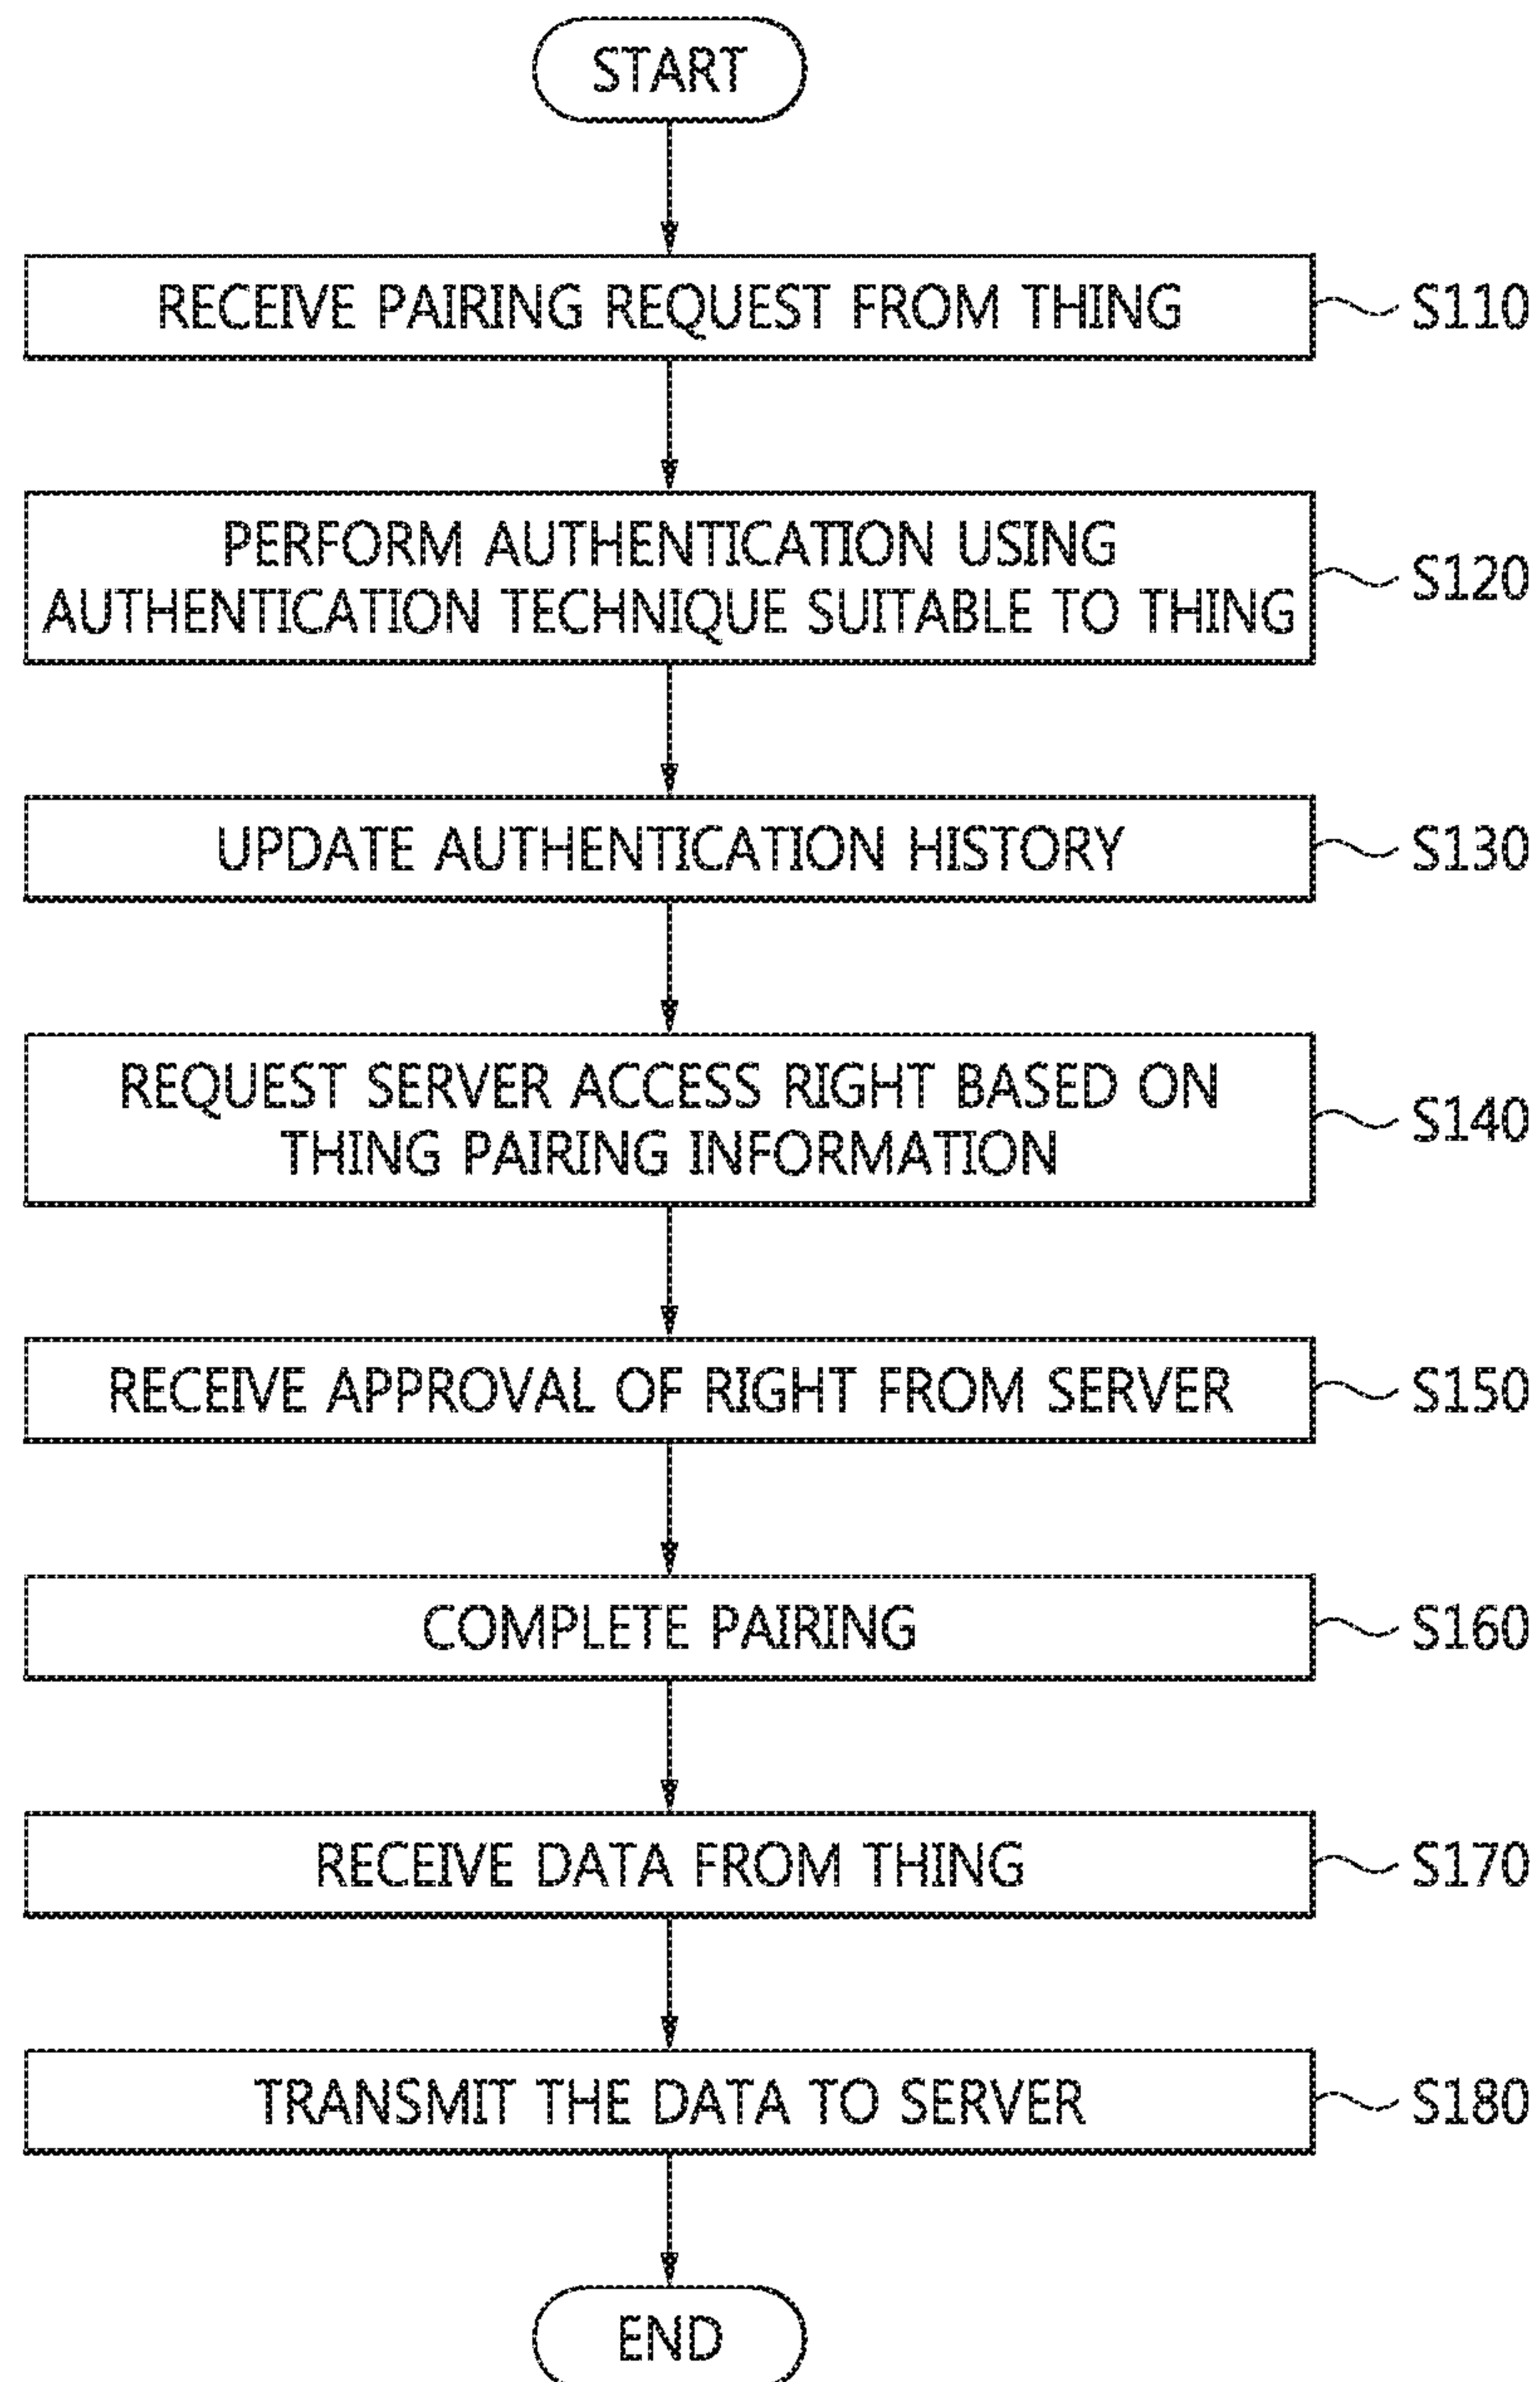 START
RECEIVE PAIRING REQUEST FROM THING
S110
PERFORM AUTHENTICATION USING
AUTHENTICATION TECHNIQUE SUITABLE TO THING
S120
UPDATE AUTHENTICATION HISTORY
S130
REQUEST SERVER ACCESS RIGHT BASED ON
THING PAIRING INFORMATION
S140
RECEIVE APPROVAL OF RIGHT FROM SERVER
S150
COMPLETE PAIRING
S160
RECEIVE DATA FROM THING
S170
TRANSMIT THE DATA TO SERVER
S180
END